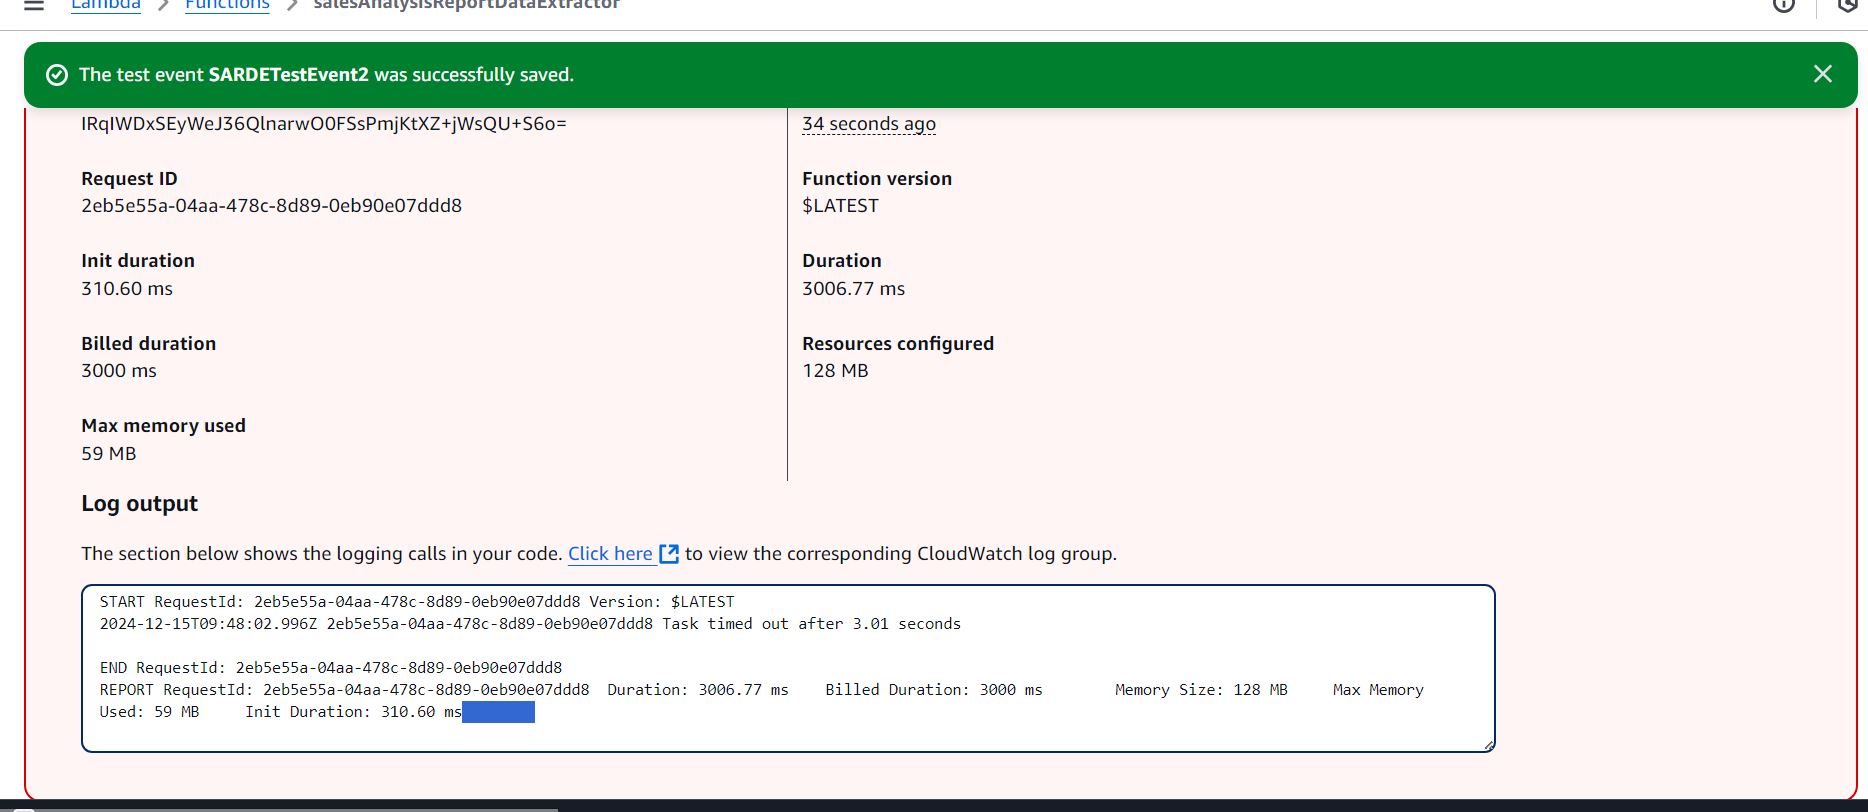 Lambda > Functions > salesAnalysisReportDataExtractor
The test event SARDETestEvent2 was successfully saved.
IRqIWDxSEyWeJ36QlnarwO0FSsPmjKtXZ+jWsQU+S6o=
34 seconds ago
Request ID
2eb5e55a-04aa-478c-8d89-0eb90e07ddd8
Function version
$LATEST
Init duration
310.60 ms
Duration
3006.77 ms
Billed duration
3000 ms
Resources configured
128 MB
Max memory used
59 MB
Log output
The section below shows the logging calls in your code. Click here to view the corresponding CloudWatch log group.
START RequestId: 2eb5e55a-04aa-478c-8d89-0eb90e07ddd8 Version: $LATEST
2024-12-15T09:48:02.996Z 2eb5e55a-04aa-478c-8d89-0eb90e07ddd8 Task timed out after 3.01 seconds
END RequestId: 2eb5e55a-04aa-478c-8d89-0eb90e07ddd8
REPORT RequestId: 2eb5e55a-04aa-478c-8d89-0eb90e07ddd8 Duration: 3006.77 ms Billed Duration: 3000 ms Memory Size: 128 MB Max Memory
Used: 59 MB Init Duration: 310.60 ms